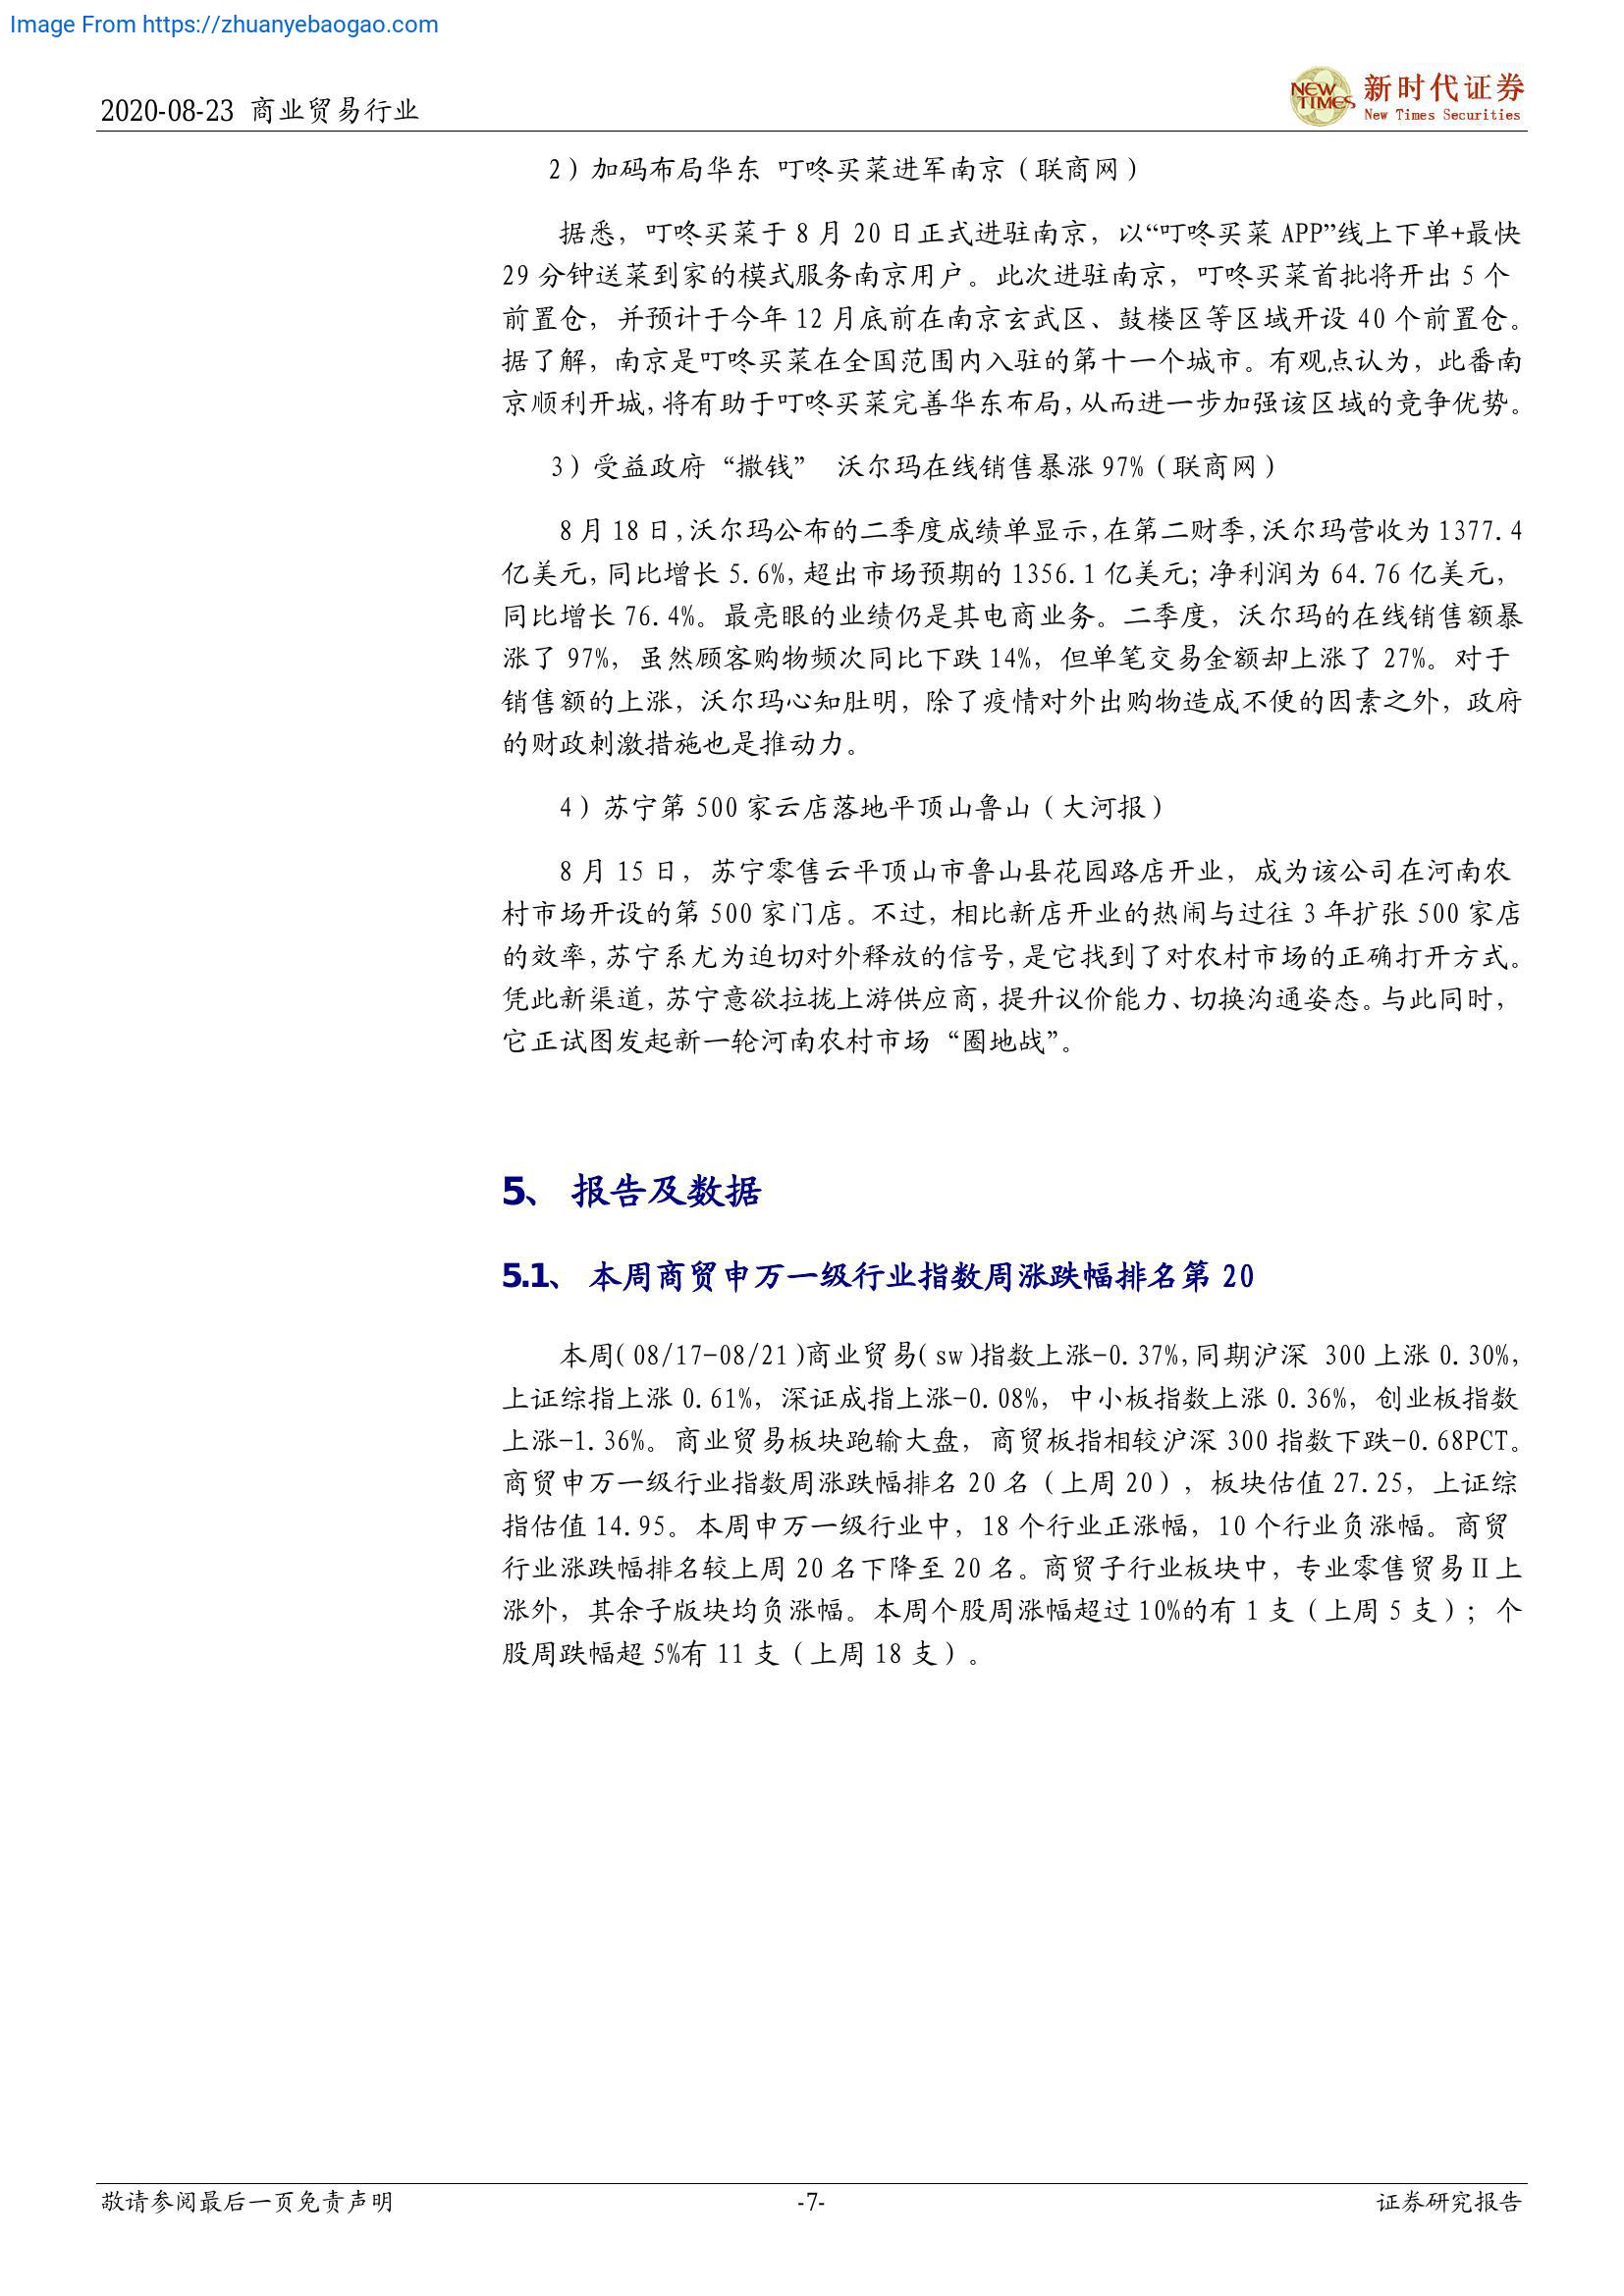 Image From https://zhuanyebaogao.com
2020-08-23 商业贸易行业
NEW TIMES
新时代证券
New Times Securities
2）加码布局华东 叮咚买菜进军南京（联商网）
据悉，叮咚买菜于 8 月 20 日正式进驻南京，以“叮咚买菜 APP”线上下单+最快
29 分钟送菜到家的模式服务南京用户。此次进驻南京，叮咚买菜首批将开出 5 个
前置仓，并预计于今年 12 月底前在南京玄武区、鼓楼区等区域开设 40 个前置仓。
据了解，南京是叮咚买菜在全国范围内入驻的第十一个城市。有观点认为，此番南
京顺利开城，将有助于叮咚买菜完善华东布局，从而进一步加强该区域的竞争优势。
3）受益政府“撒钱” 沃尔玛在线销售暴涨 97%（联商网）
8 月 18 日，沃尔玛公布的二季度成绩单显示，在第二财季，沃尔玛营收为 1377.4
亿美元，同比增长 5.6%，超出市场预期的 1356.1 亿美元；净利润为 64.76 亿美元，
同比增长 76.4%。最亮眼的业绩仍是其电商业务。二季度，沃尔玛的在线销售额暴
涨了 97%，虽然顾客购物频次同比下跌 14%，但单笔交易金额却上涨了 27%。对于
销售额的上涨，沃尔玛心知肚明，除了疫情对外出购物造成不便的因素之外，政府
的财政刺激措施也是推动力。
4）苏宁第 500 家云店落地平顶山鲁山（大河报）
8 月 15 日，苏宁零售云平顶山市鲁山县花园路店开业，成为该公司在河南农
村市场开设的第 500 家门店。不过，相比新店开业的热闹与过往 3 年扩张 500 家店
的效率，苏宁系尤为迫切对外释放的信号，是它找到了对农村市场的正确打开方式。
凭此新渠道，苏宁意欲拉拢上游供应商，提升议价能力、切换沟通姿态。与此同时，
它正试图发起新一轮河南农村市场“圈地战”。
5、 报告及数据
5.1、 本周商贸申万一级行业指数周涨跌幅排名第 20
本周（08/17-08/21）商业贸易（sw）指数上涨-0.37%，同期沪深 300 上涨 0.30%，
上证综指上涨 0.61%，深证成指上涨-0.08%，中小板指数上涨 0.36%，创业板指数
上涨-1.36%。商业贸易板块跑输大盘，商贸板指相较沪深 300 指数下跌-0.68PCT。
商贸申万一级行业指数周涨跌幅排名 20 名（上周 20），板块估值 27.25，上证综
指估值 14.95。本周申万一级行业中，18 个行业正涨幅，10 个行业负涨幅。商贸
行业涨跌幅排名较上周 20 名下降至 20 名。商贸子行业板块中，专业零售贸易Ⅱ上
涨外，其余子版块均负涨幅。本周个股周涨幅超过 10%的有 1 支（上周 5 支）；个
股周跌幅超 5%有 11 支（上周 18 支）。
敬请参阅最后一页免责声明
-7-
证券研究报告